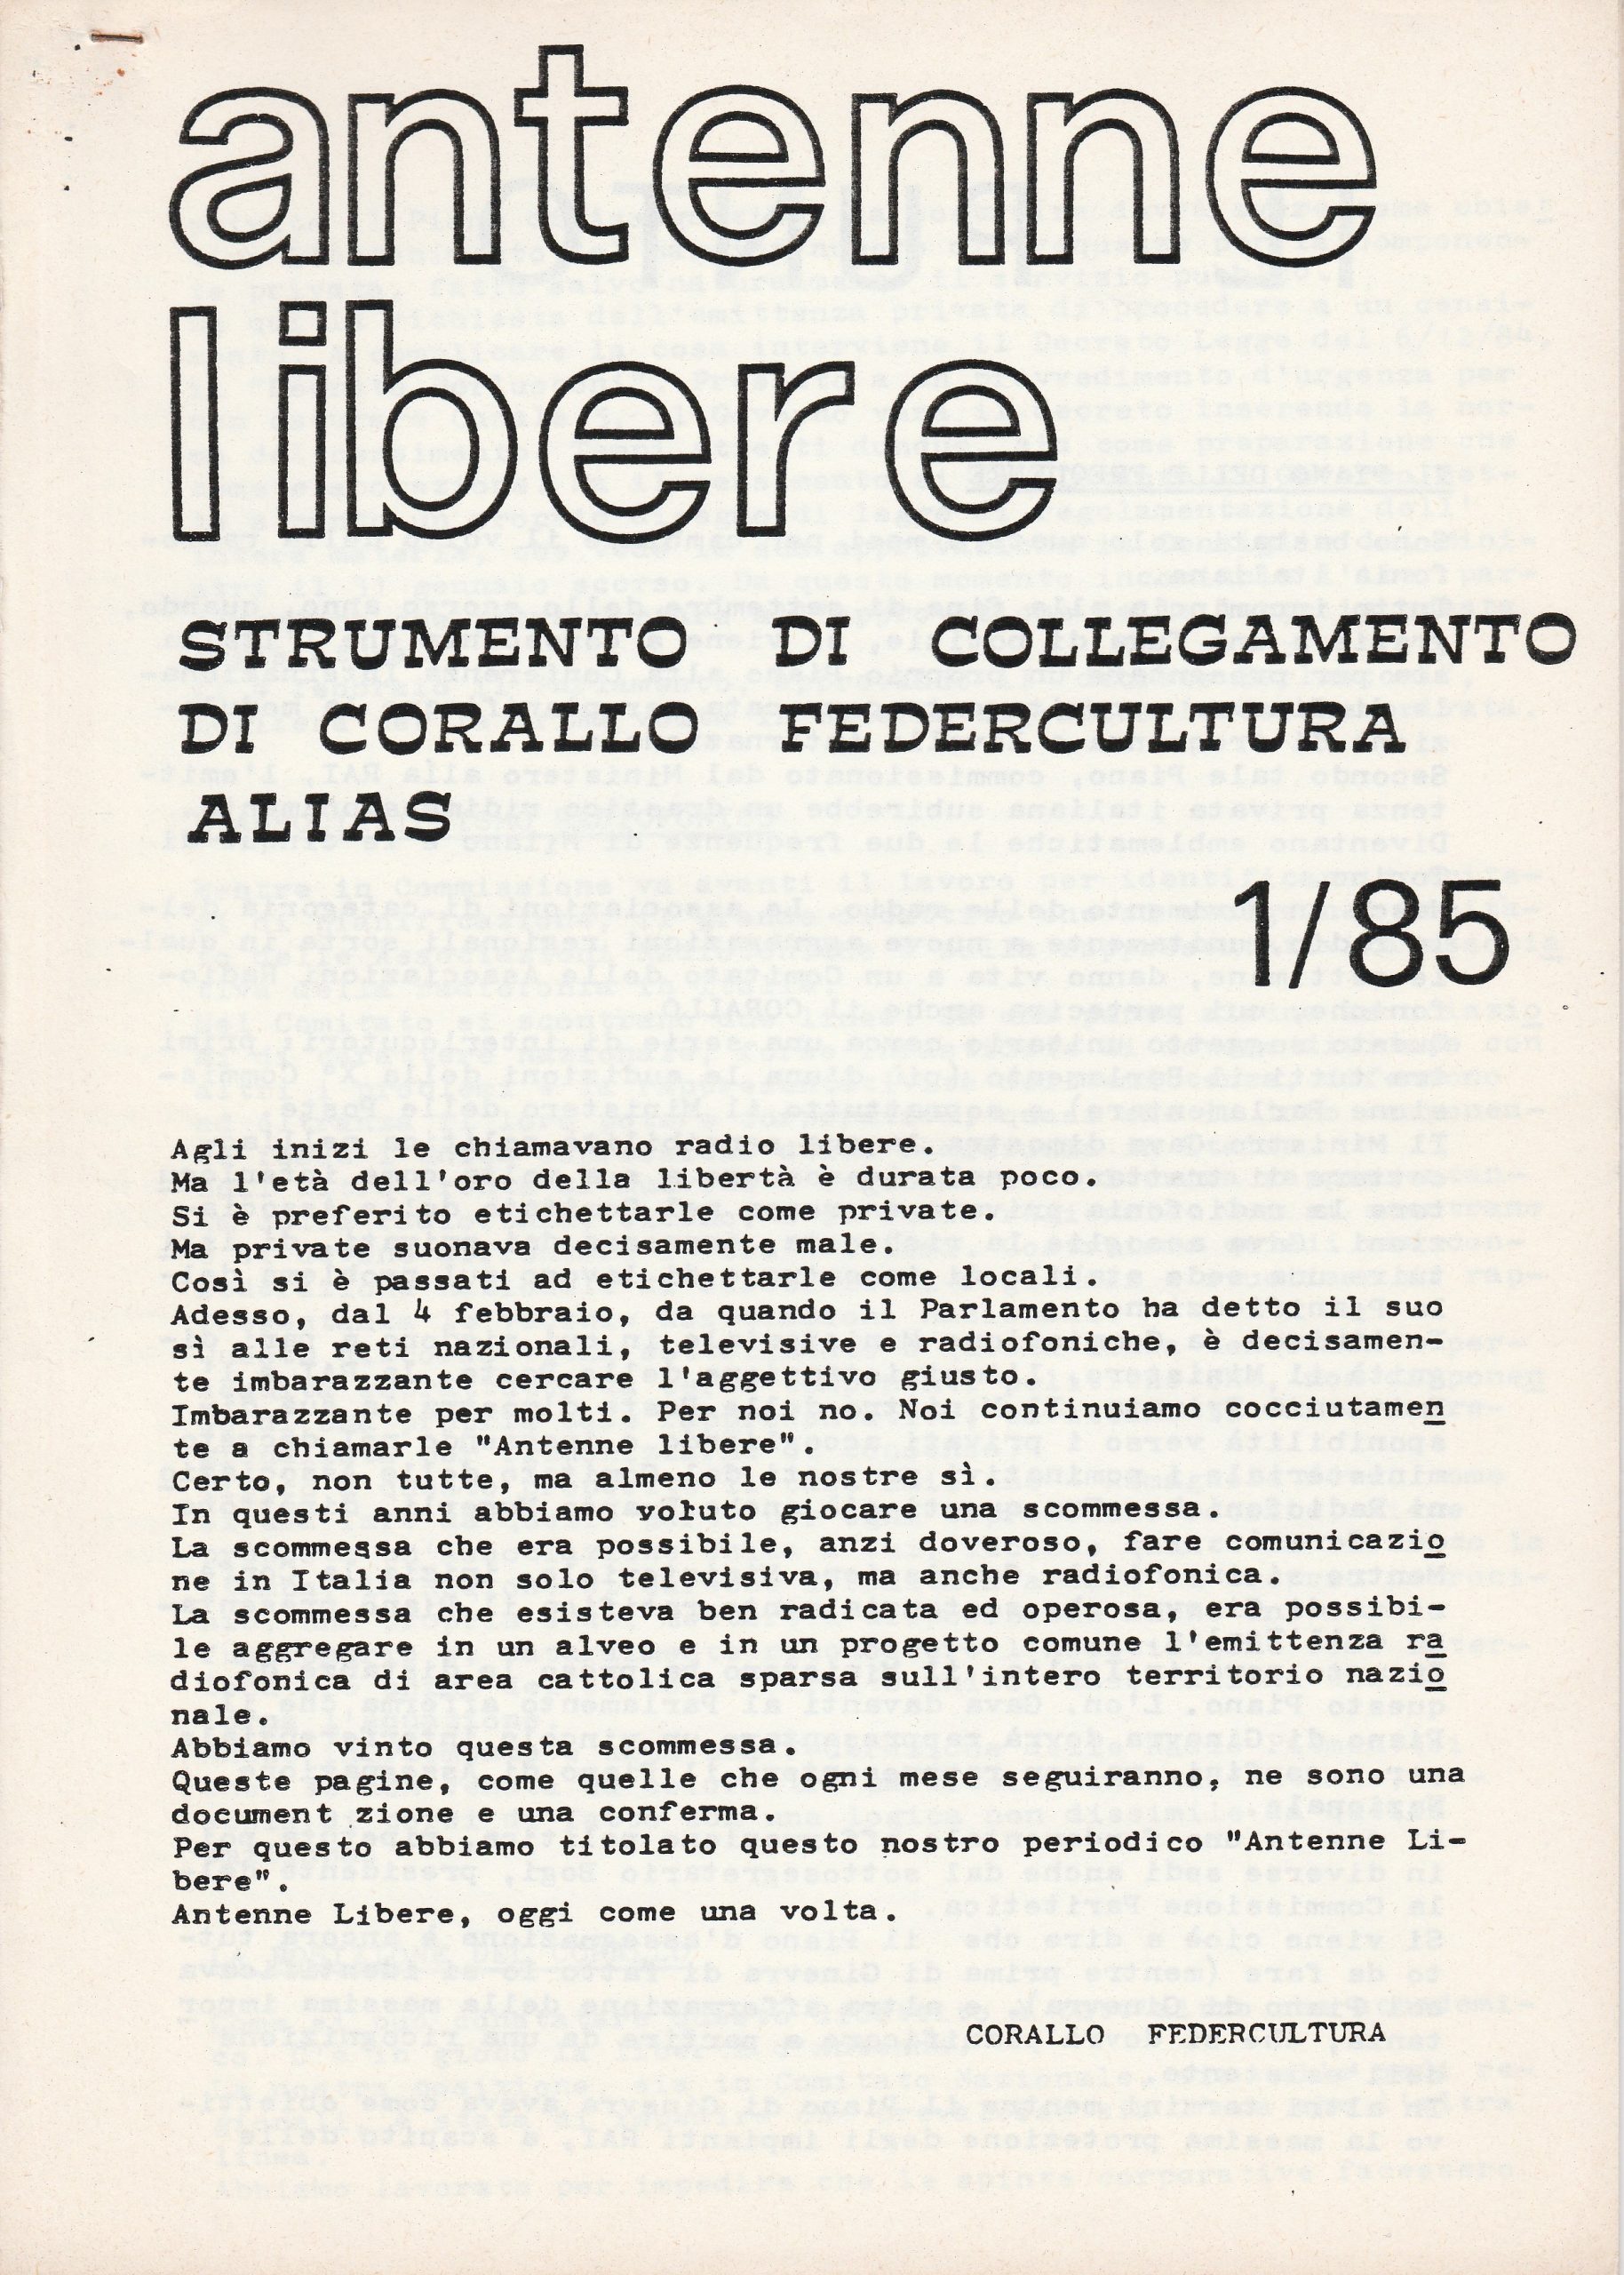 antenne
libere
STRUMENTO DI COLLEGAMENTO
DI CORALLO FEDERCULTURA
ALIAS
1/85
Agli inizi le chiamavano radio libere.
Ma l'età dell'oro della libertà è durata poco.
Si è preferito etichettarle come private.
Ma private suonava decisamente male.
Così si è passati ad etichettarle come locali.
Adesso, dal 4 febbraio, da quando il Parlamento ha detto il suo
sì alle reti nazionali, televisive e radiofoniche, è decisamen-
te imbarazzante cercare l'aggettivo giusto.
Imbarazzante per molti. Per noi no. Noi continuiamo cocciutamen
te a chiamarle "Antenne libere".
Certo, non tutte, ma almeno le nostre sì.
In questi anni abbiamo voluto giocare una scommessa.
La scommessa che era possibile, anzi doveroso, fare comunicazio
ne in Italia non solo televisiva, ma anche radiofonica.
La scommessa che esisteva ben radicata ed operosa, era possibi-
le aggregare in un alveo e in un progetto comune l'emittenza ra
diofonica di area cattolica sparsa sull'intero territorio nazio
nale.
Abbiamo vinto questa scommessa.
Queste pagine, come quelle che ogni mese seguiranno, ne sono una
document zione e una conferma.
Per questo abbiamo titolato questo nostro periodico "Antenne Li-
bere".
Antenne Libere, oggi come una volta.
CORALLO FEDERCULTURA